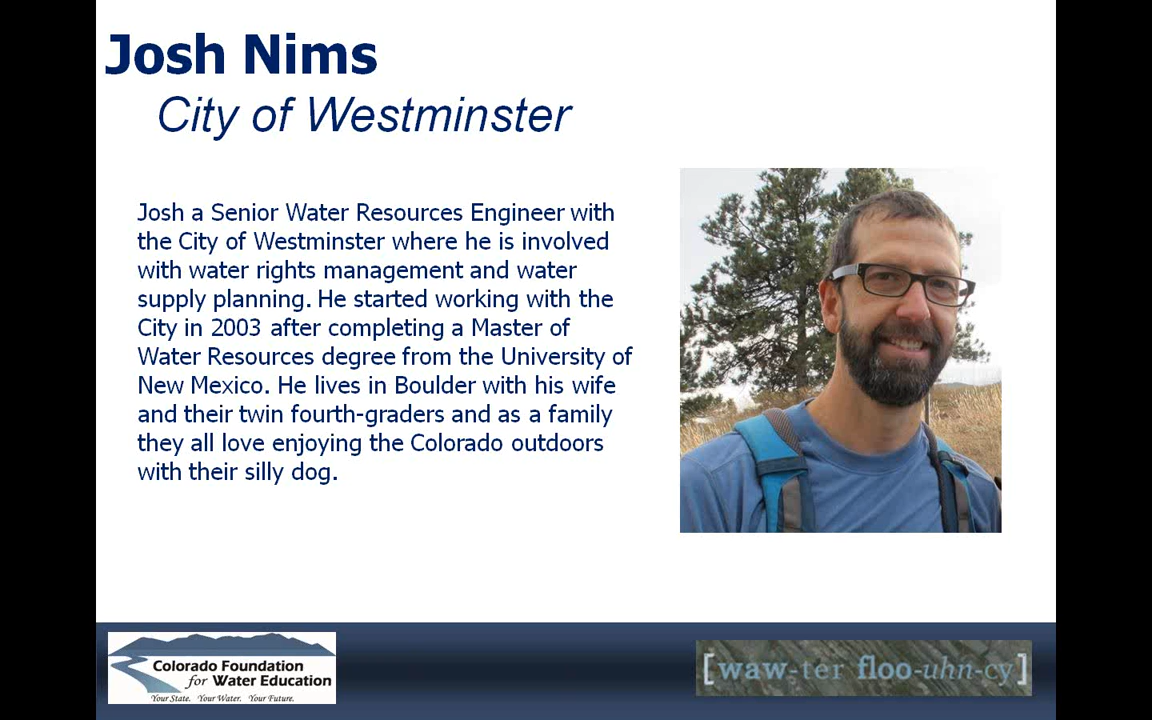 Josh Nims
City of Westminster
Josh a Senior Water Resources Engineer with
the City of Westminster where he is involved
with water rights management and water
supply planning. He started working with the
City in 2003 after completing a Master of
Water Resources degree from the University of
New Mexico. He lives in Boulder with his wife
and their twin fourth-graders and as a family
they all love enjoying the Colorado outdoors
with their silly dog.
Colorado Foundation
for Water Education
Your State. Your Water. Your Future.
[waw-ter floo-uhn-cy]